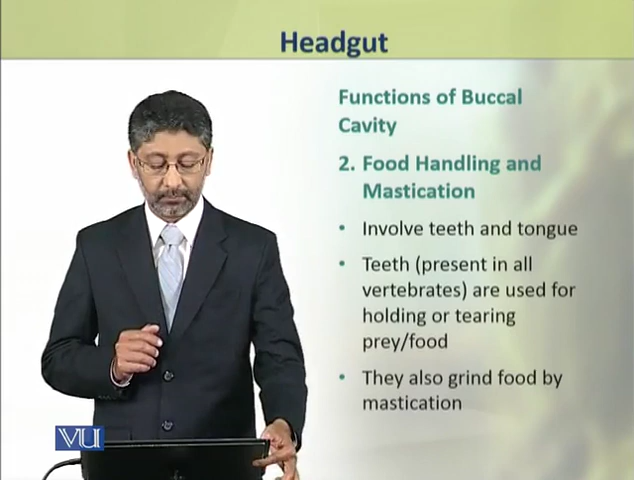 Headgut
Functions of Buccal
Cavity
2. Food Handling and
Mastication
• Involve teeth and tongue
• Teeth (present in all
vertebrates) are used for
holding or tearing
prey/food
• They also grind food by
mastication
VU